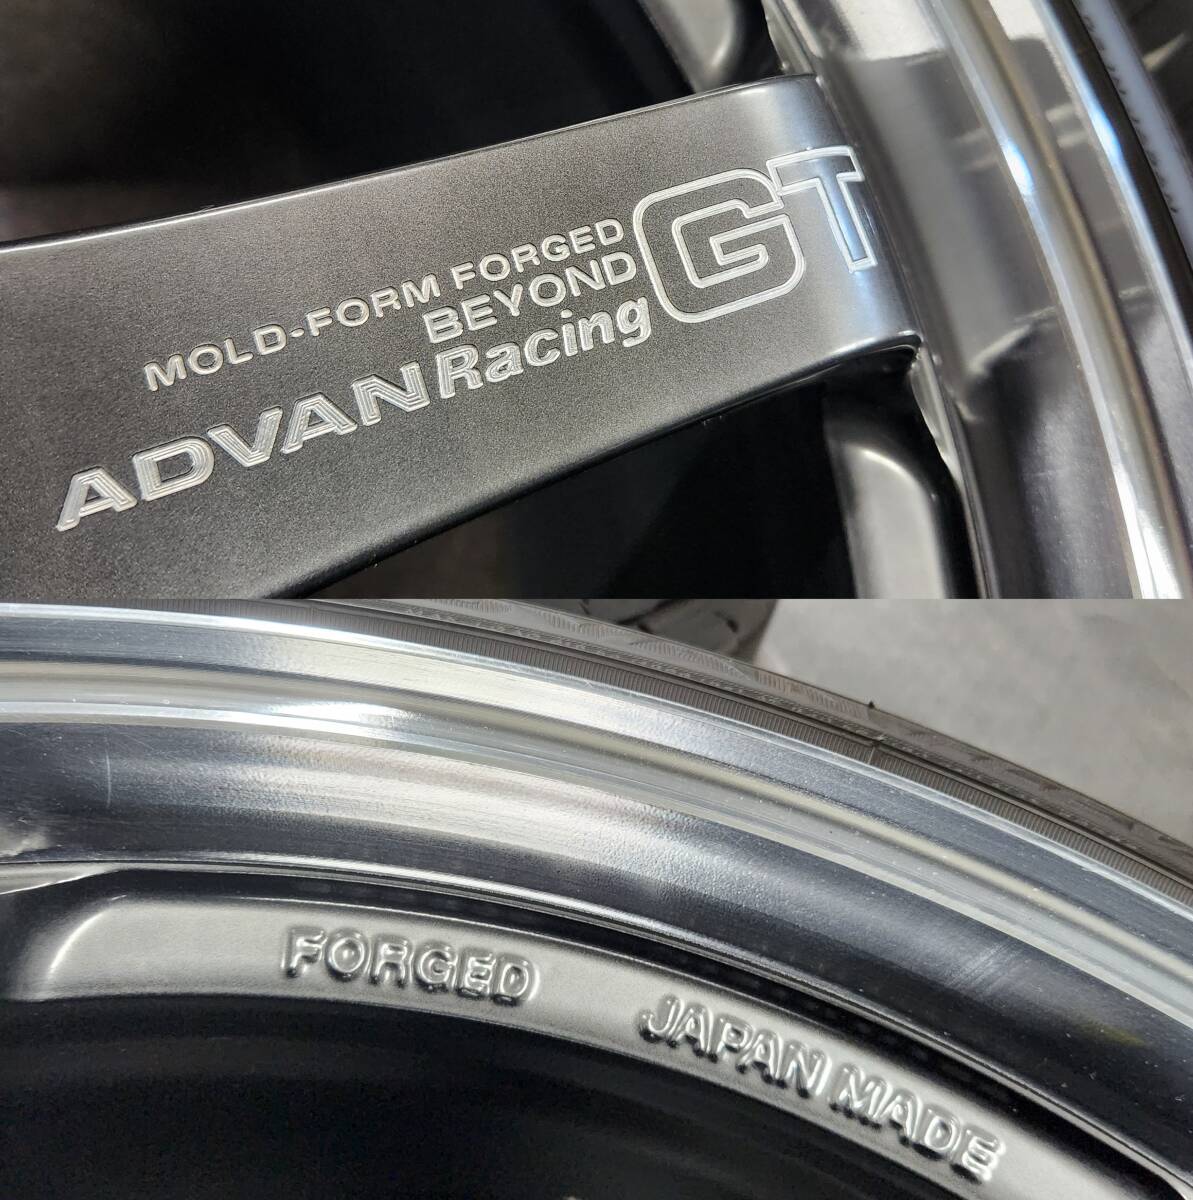 MOLD-FORM FORGED
BEYOND
ADVAN Racing GT
FORGED
JAPAN MADE